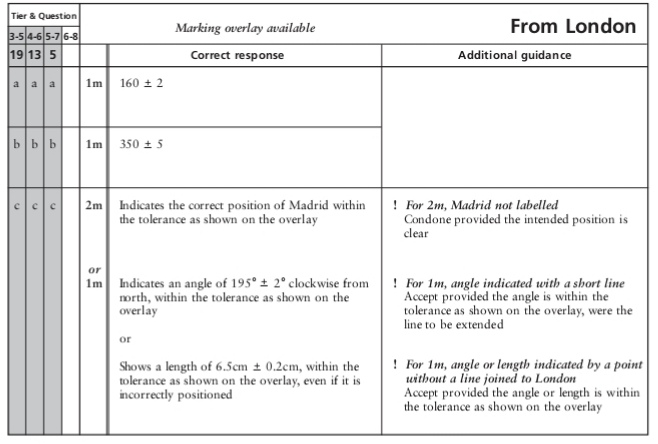 Tier & Question
Marking overlay available
From London
3-5 4-6 5-7 6-8
19 13 5
Correct response
Additional guidance
a a a
1m
160 ± 2
b b b
1m
350 ± 5
c c c
2m
Indicates the correct position of Madrid within
the tolerance as shown on the overlay
! For 2m, Madrid not labelled
Condone provided the intended position is
clear
or
1m
Indicates an angle of 195° ± 2° clockwise from
north, within the tolerance as shown on the
overlay
! For 1m, angle indicated with a short line
Accept provided the angle is within the
tolerance as shown on the overlay, were the
line to be extended
or
Shows a length of 6.5cm ± 0.2cm, within the
tolerance as shown on the overlay, even if it is
incorrectly positioned
! For 1m, angle or length indicated by a point
without a line joined to London
Accept provided the angle or length is within
the tolerance as shown on the overlay